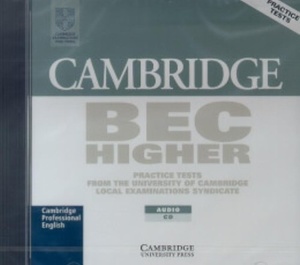 PRACTICE
TESTS
CAMBRIDGE
BEC
HIGHER
PRACTICE TESTS
FROM THE UNIVERSITY OF CAMBRIDGE
LOCAL EXAMINATIONS SYNDICATE
AUDIO
CD
Cambridge
Professional
English
CAMBRIDGE
UNIVERSITY PRESS